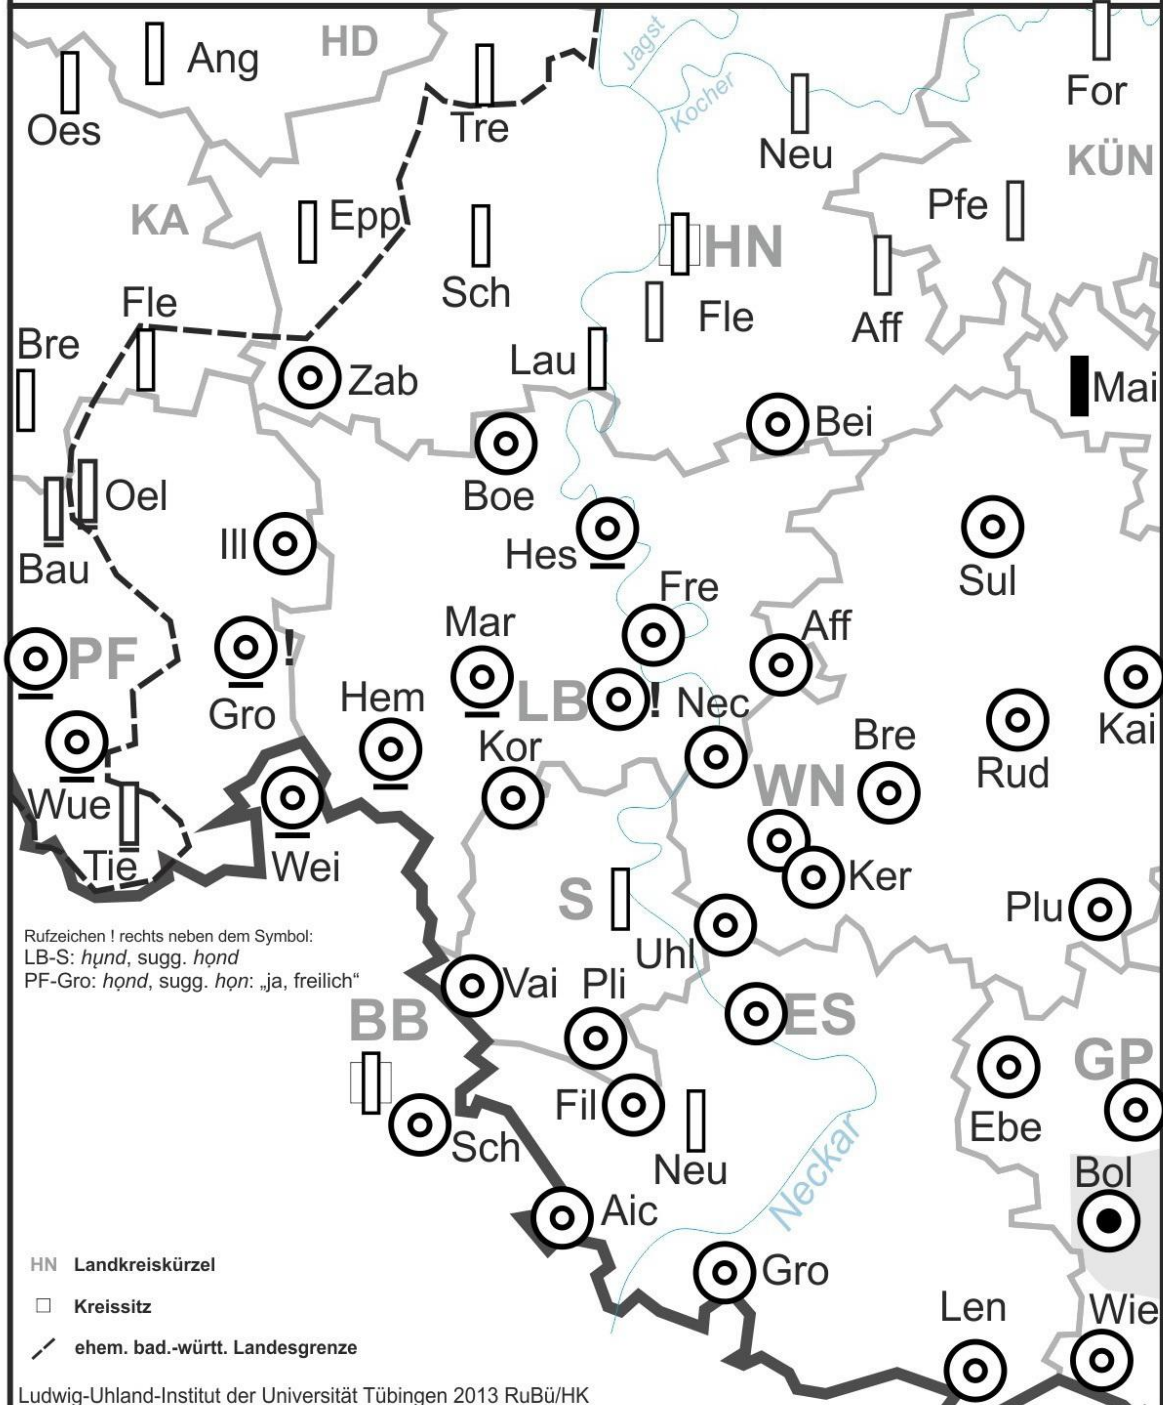 Ang
HD
Jagst
Oes
Tre
Kocher
For
Neu
KÜN
KA
Epp
Pfe
HN
Sch
Fle
Fle
Aff
Bre
Lau
Zab
Mai
Bei
Oel
Boe
Ill
Hes
Bau
Sul
Fre
Mar
Aff
PF
!
Gro
Hem
LB
!
Nec
Kai
Kor
Bre
Rud
Wue
WN
Tie
Wei
Ker
S
Plu
Uhl
Rufzeichen ! rechts neben dem Symbol:
LB-S: hụnd, sugg. họnd
PF-Gro: họnd, sugg. họn: „ja, freilich“
Vai
Pli
BB
ES
GP
Fil
Ebe
Sch
Neu
Neckar
Bol
Aic
HN Landkreiskürzel
Gro
Kreissitz
Len
Wie
ehem. bad.-württ. Landesgrenze
Ludwig-Uhland-Institut der Universität Tübingen 2013 RuBü/HK